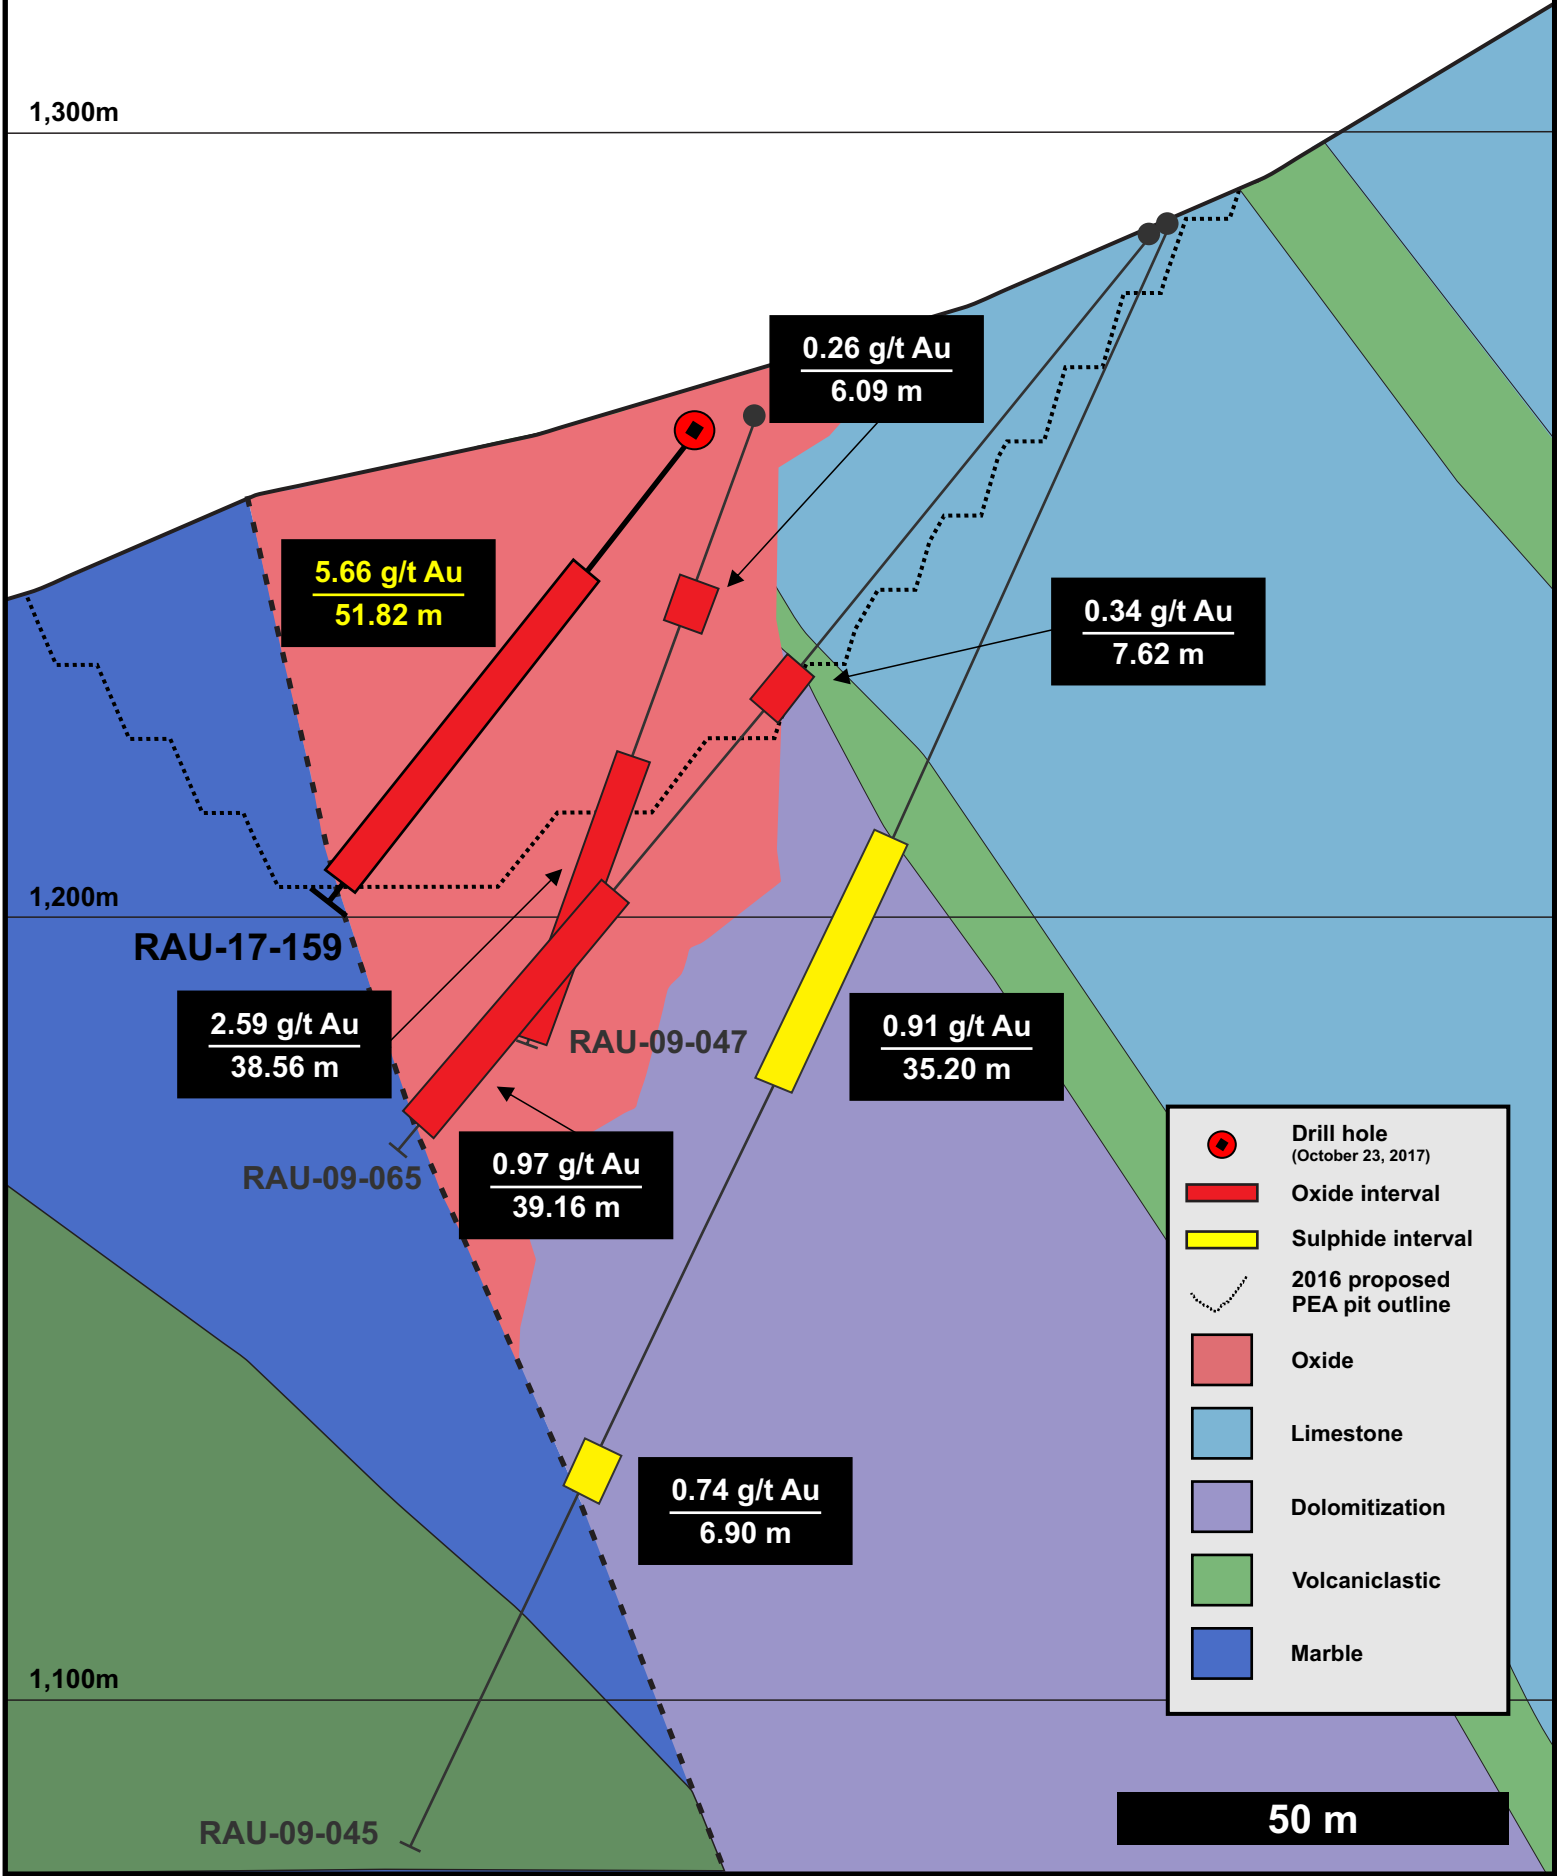 1,300m
0.26 g/t Au
6.09 m
5.66 g/t Au
51.82 m
0.34 g/t Au
7.62 m
1,200m
RAU-17-159
2.59 g/t Au
38.56 m
RAU-09-047
0.91 g/t Au
35.20 m
RAU-09-065
0.97 g/t Au
39.16 m
Drill hole
(October 23, 2017)
Oxide interval
Sulphide interval
2016 proposed
PEA pit outline
Oxide
Limestone
Dolomitization
Volcaniclastic
Marble
0.74 g/t Au
6.90 m
1,100m
RAU-09-045
50 m